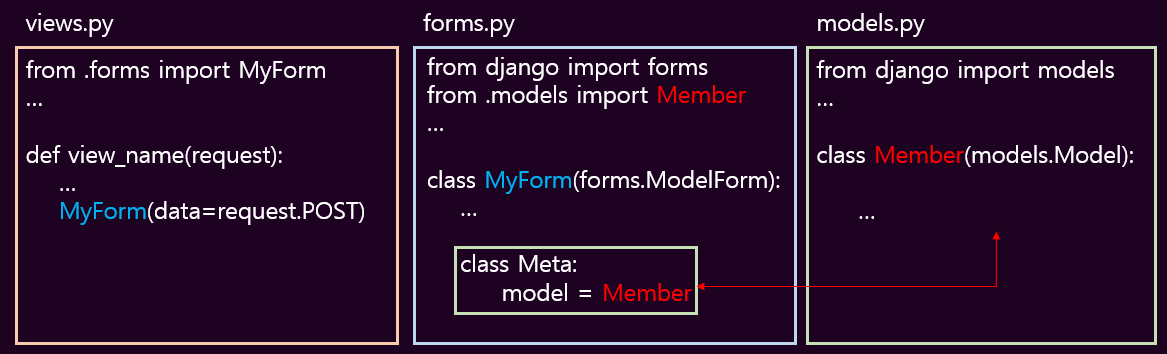 views.py
from .forms import MyForm
...
def view_name(request):
...
MyForm(data=request.POST)
forms.py
from django import forms
from .models import Member
...
class MyForm(forms.ModelForm):
...
class Meta:
model = Member
models.py
from django import models
...
class Member(models.Model):
...